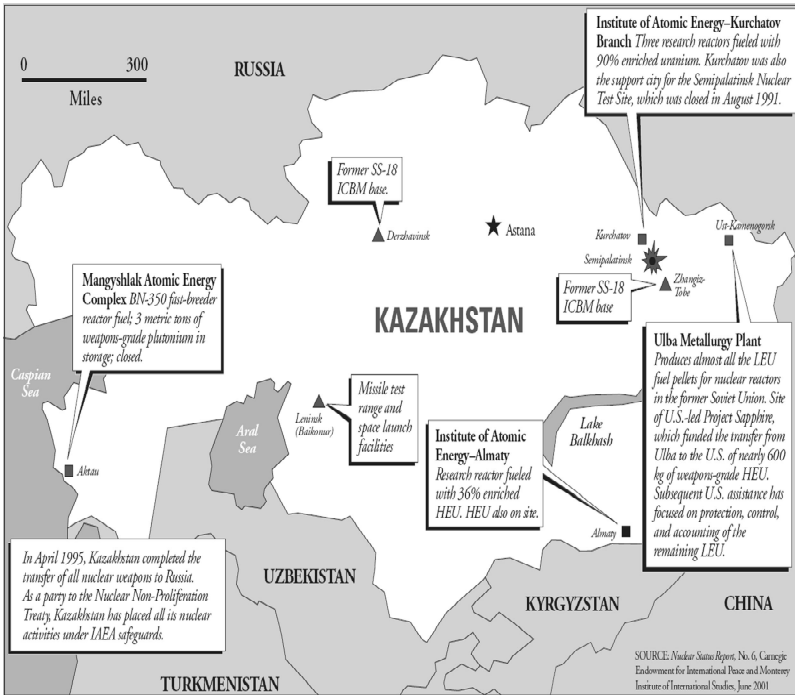 Institute of Atomic Energy–Kurchatov
Branch Three research reactors fueled with
90% enriched uranium. Kurchatov was also
the support city for the Semipalatinsk Nuclear
Test Site, which was closed in August 1991.
0 300
Miles
RUSSIA
Former SS-18
ICBM base.
Derzhavinsk
Astana
Kurchatov
Ust-Kamenogorsk
Semipalatinsk
Zhangiz-
Tobe
Former SS-18
ICBM base
Mangyshlak Atomic Energy
Complex BN-350 fast-breeder
reactor fuel; 3 metric tons of
weapons-grade plutonium in
storage; closed.
KAZAKHSTAN
Ulba Metallurgy Plant
Produces almost all the LEU
fuel pellets for nuclear reactors
in the former Soviet Union. Site
of U.S.-led Project Sapphire,
which funded the transfer from
Ulba to the U.S. of nearly 600
kg of weapons-grade HEU.
Subsequent U.S. assistance has
focused on protection, control,
and accounting of the
remaining LEU.
Caspian
Sea
Aral
Sea
Leninsk
(Baikonur)
Missile test
range and
space launch
facilities
Lake
Balkhash
Institute of Atomic
Energy–Almaty
Research reactor fueled
with 36% enriched
HEU. HEU also on site.
Aktau
Almaty
In April 1995, Kazakhstan completed the
transfer of all nuclear weapons to Russia.
As a party to the Nuclear Non-Proliferation
Treaty, Kazakhstan has placed all its nuclear
activities under IAEA safeguards.
UZBEKISTAN
KYRGYZSTAN
CHINA
TURKMENISTAN
SOURCE: Nuclear Status Report, No. 6, Carnegie
Endowment for International Peace and Monterey
Institute of International Studies, June 2001